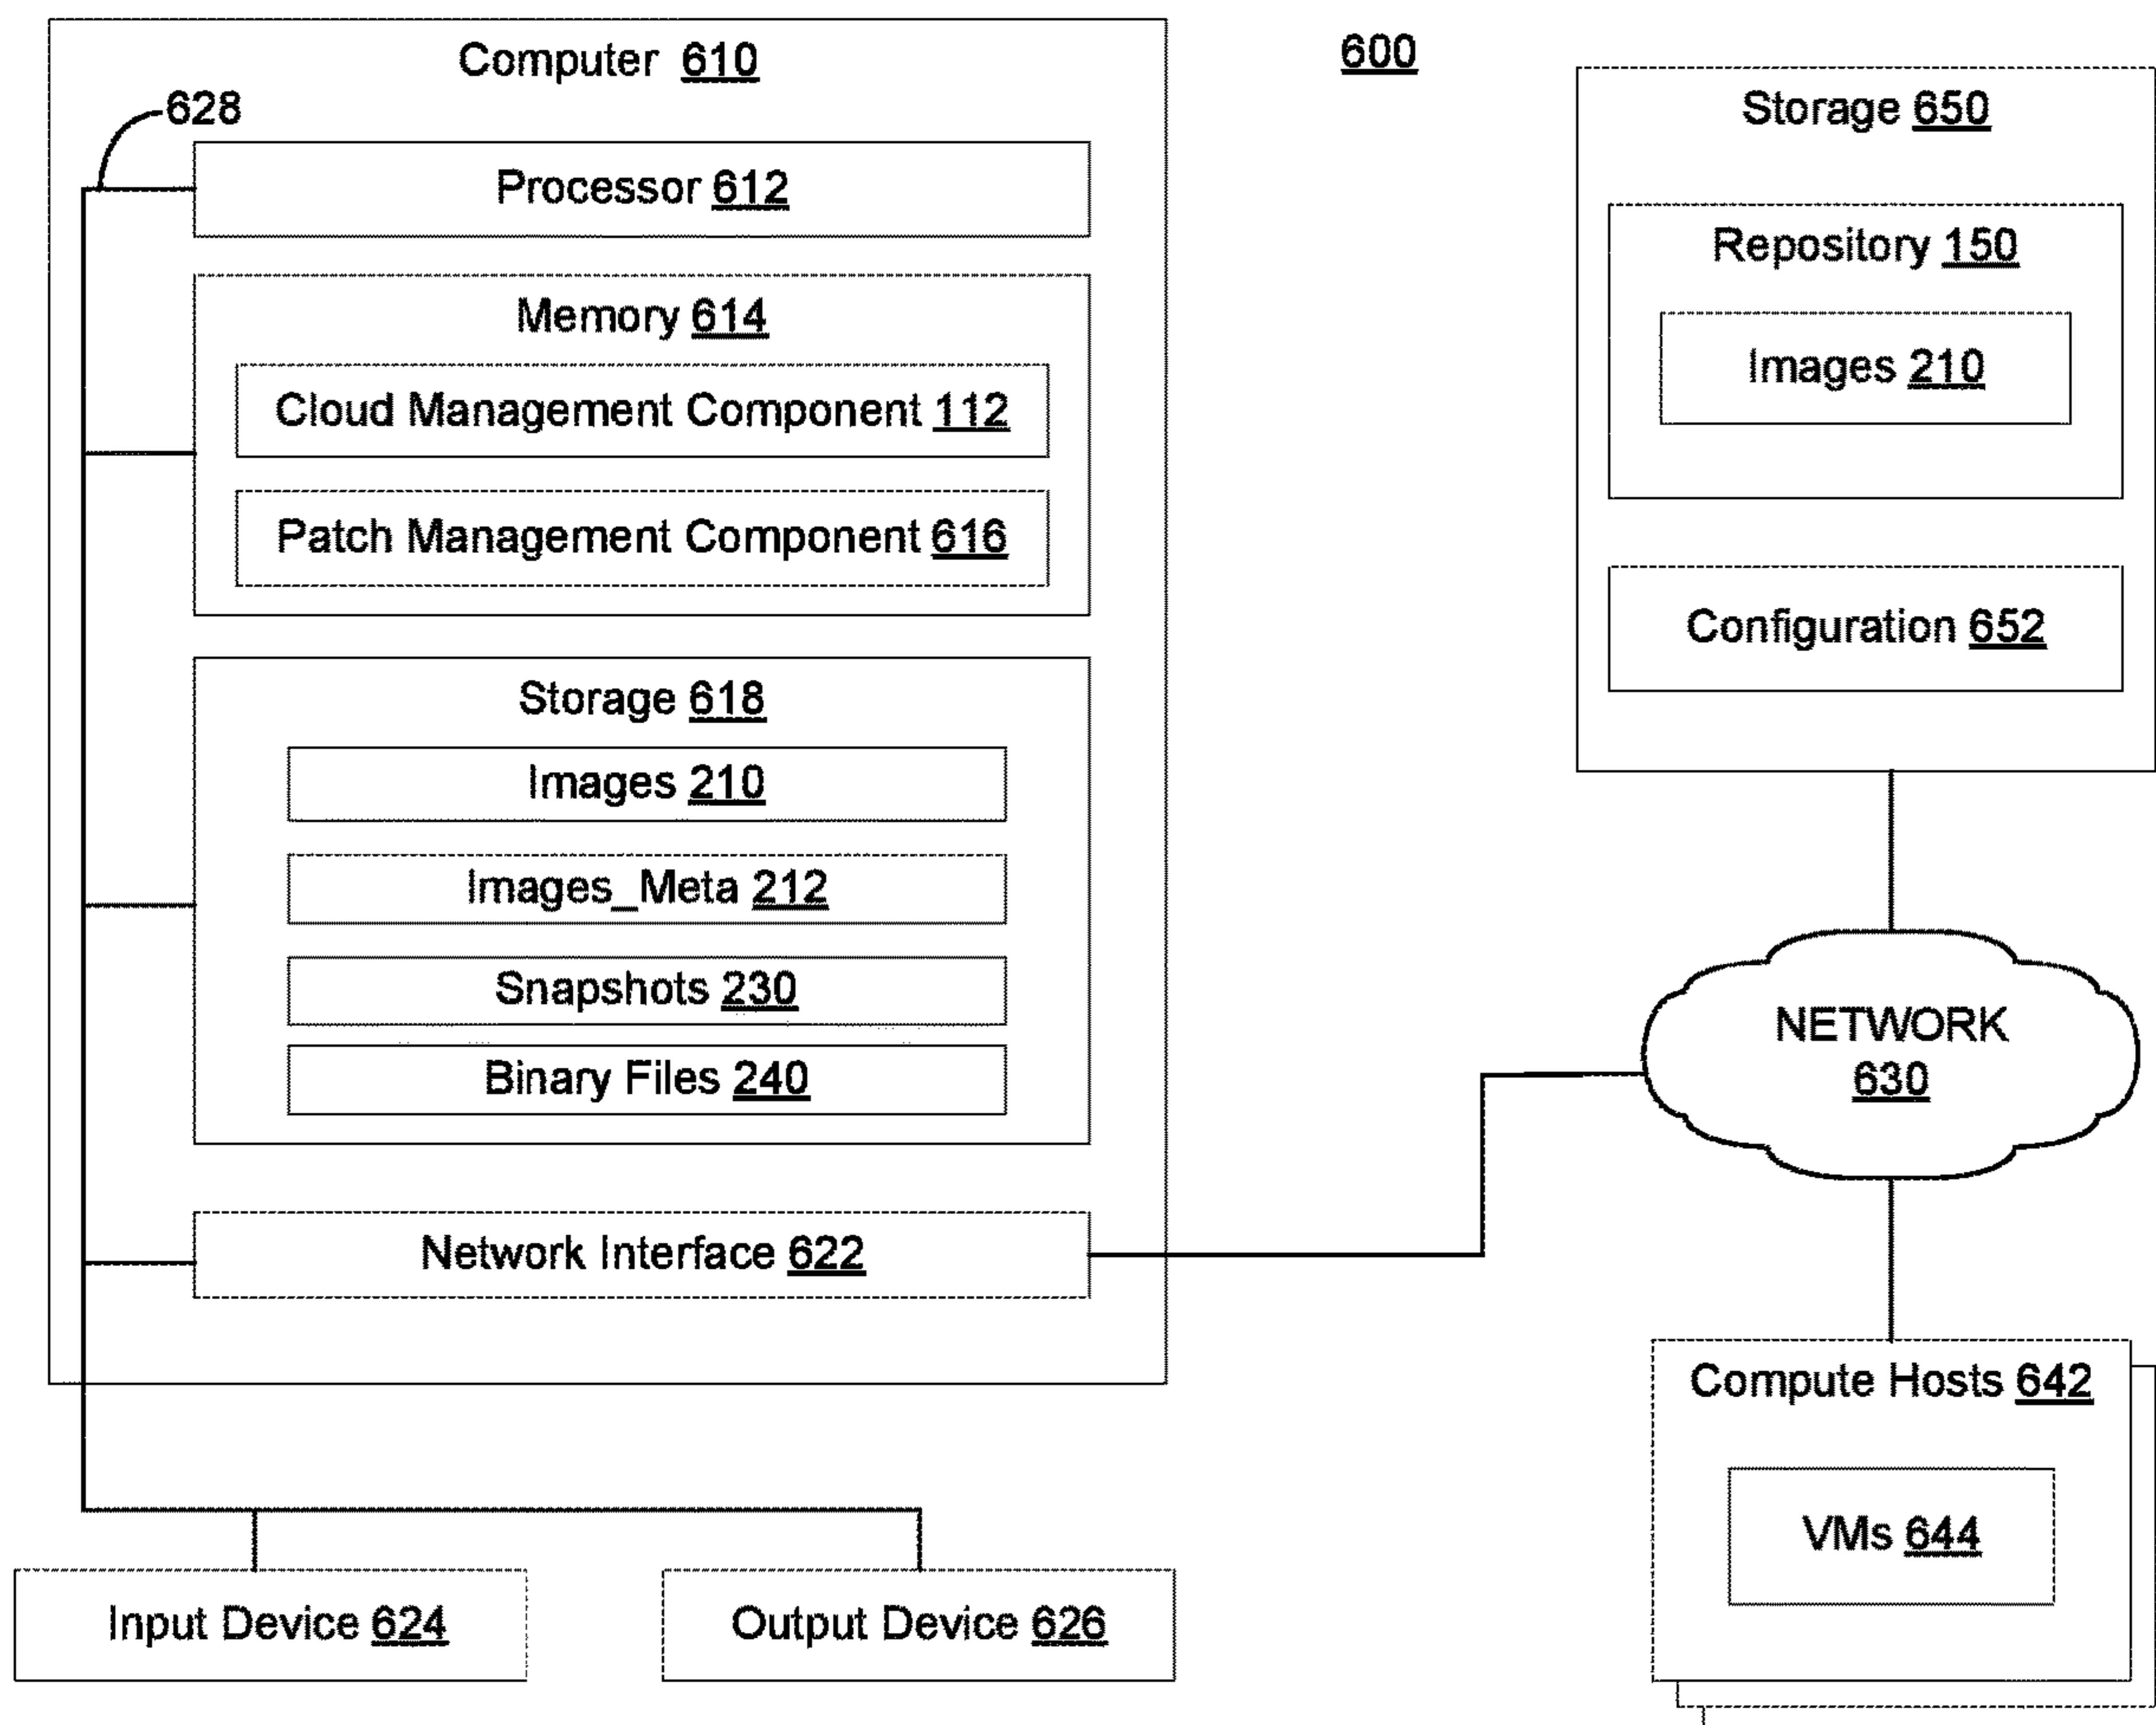 Computer 610
628
Processor 612
Memory 614
Cloud Management Component 112
Patch Management Component 616
Storage 618
Images 210
Images_Meta 212
Snapshots 230
Binary Files 240
Network Interface 622
Input Device 624
Output Device 626
600
Storage 650
Repository 150
Images 210
Configuration 652
NETWORK
630
Compute Hosts 642
VMs 644